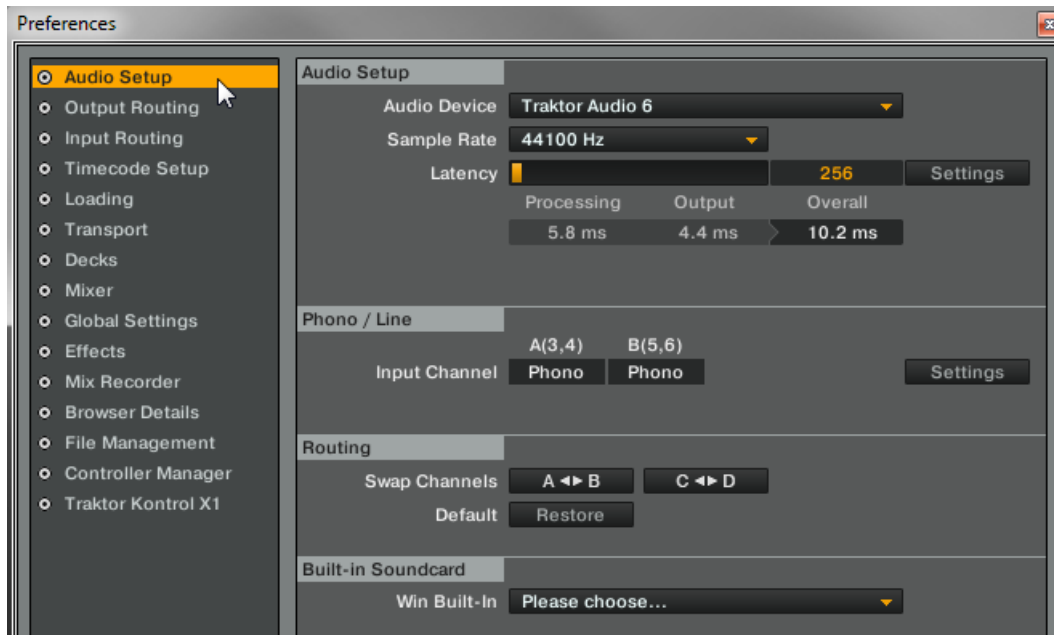 Preferences
Audio Setup
Output Routing
Input Routing
Timecode Setup
Loading
Transport
Decks
Mixer
Global Settings
Effects
Mix Recorder
Browser Details
File Management
Controller Manager
Traktor Kontrol X1
Audio Setup
Audio Device Traktor Audio 6
Sample Rate 44100 Hz
Latency 256 Settings
Processing Output Overall
5.8 ms 4.4 ms 10.2 ms
Phono / Line
A(3,4) B(5,6)
Input Channel Phono Phono Settings
Routing
Swap Channels A ◂▸ B C ◂▸ D
Default Restore
Built-in Soundcard
Win Built-In Please choose...